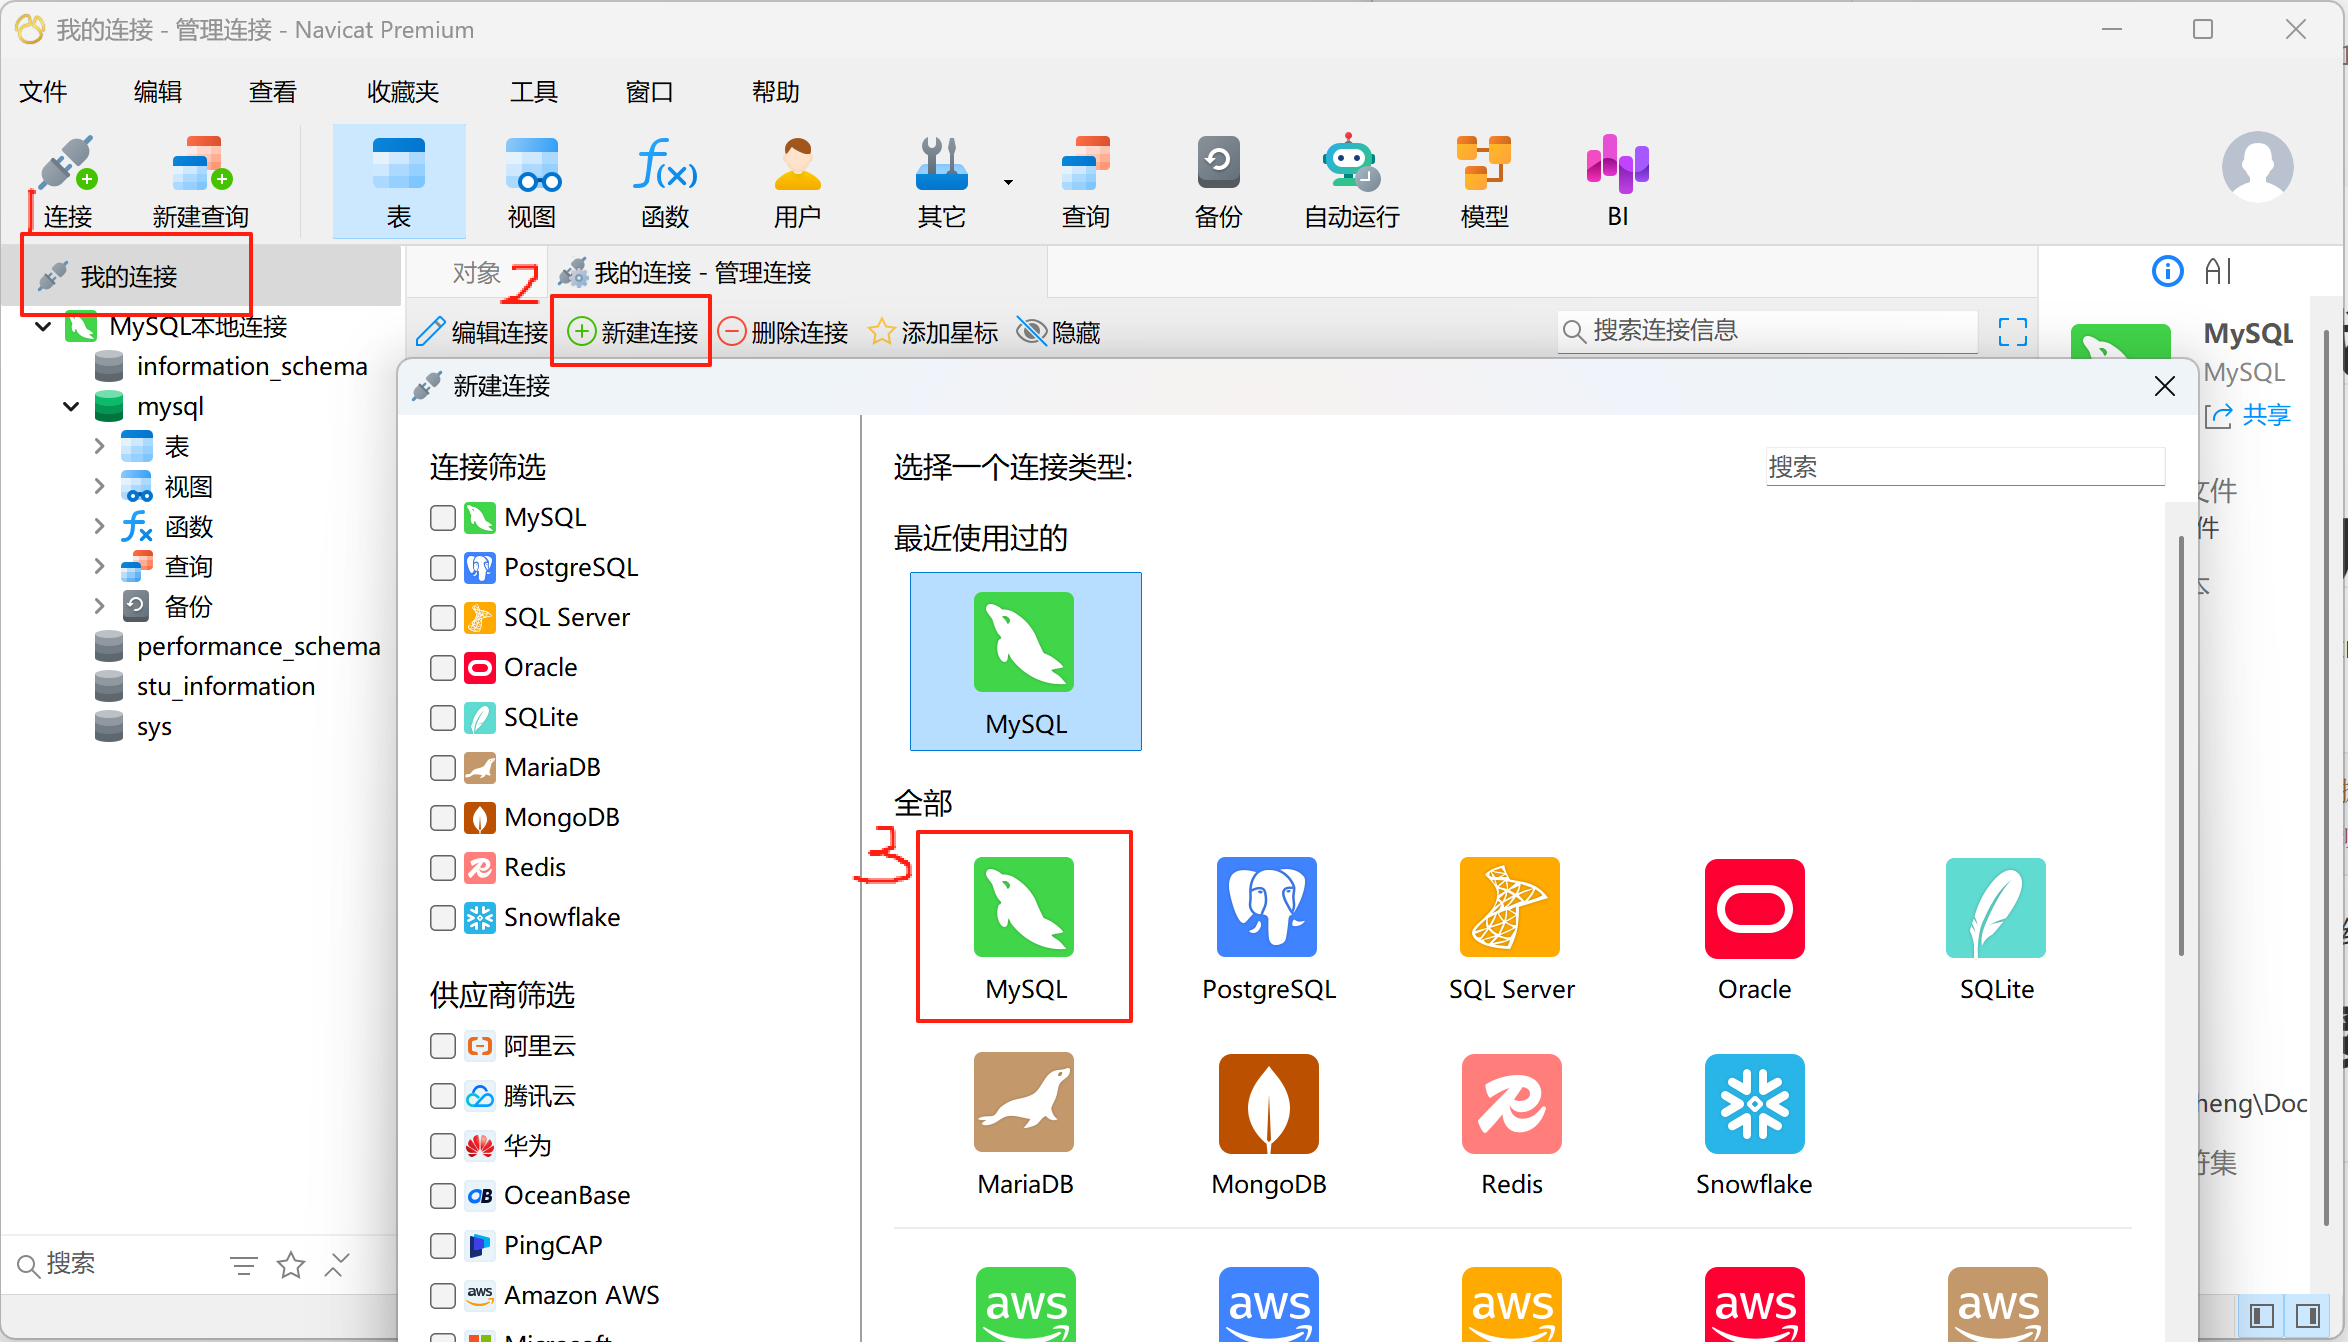 我的连接 - 管理连接 - Navicat Premium
文件 编辑 查看 收藏夹 工具 窗口 帮助
连接 新建查询 表 视图 函数 用户 其它 查询 备份 自动运行 模型 BI
1
我的连接
对象 我的连接 - 管理连接
2
编辑连接 新建连接 删除连接 添加星标 隐藏 搜索连接信息
MySQL本地连接
information_schema
mysql
表
视图
函数
查询
备份
performance_schema
stu_information
sys
搜索
新建连接
连接筛选
MySQL
PostgreSQL
SQL Server
Oracle
SQLite
MariaDB
MongoDB
Redis
Snowflake
供应商筛选
阿里云
腾讯云
华为
OceanBase
PingCAP
Amazon AWS
选择一个连接类型:
搜索
最近使用过的
MySQL
全部
3
MySQL PostgreSQL SQL Server Oracle SQLite
MariaDB MongoDB Redis Snowflake
aws aws aws aws aws
AI
MySQL
MySQL
共享
文件
件
本
heng\Doc
符集